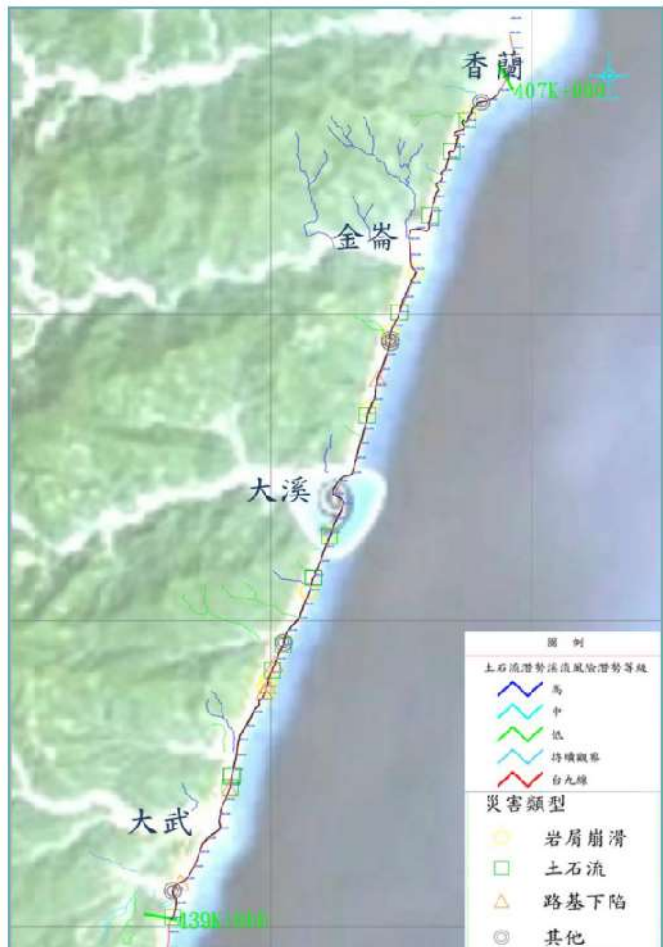 香蘭
407K+000
金崙
大溪
大武
439K+000
圖例
土石流潛勢溪流風險潛勢等級
高
中
低
持續觀察
台九線
災害類型
岩屑崩滑
土石流
路基下陷
其他